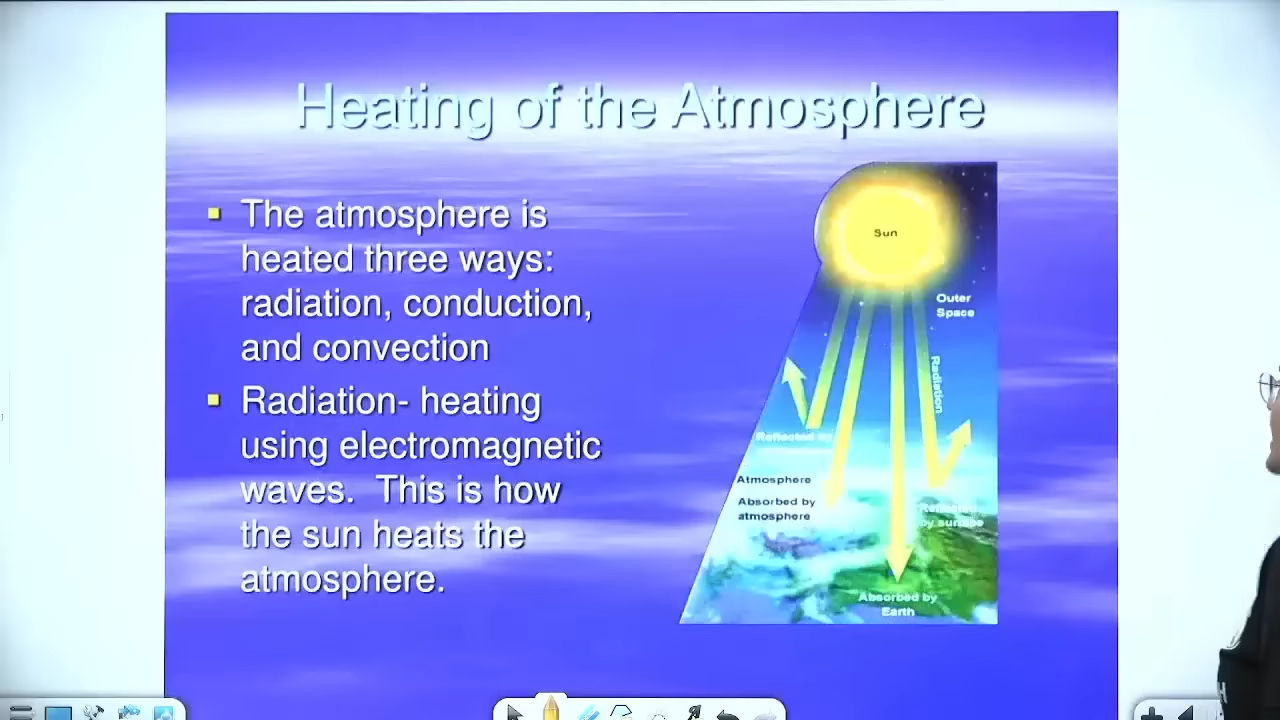 Heating of the Atmosphere
The atmosphere is
heated three ways:
radiation, conduction,
and convection
Radiation- heating
using electromagnetic
waves. This is how
the sun heats the
atmosphere.
Sun
Outer
Space
Radiation
Reflected by
Atmosphere
Absorbed by
atmosphere
Reflected
by surface
Absorbed by
Earth
H